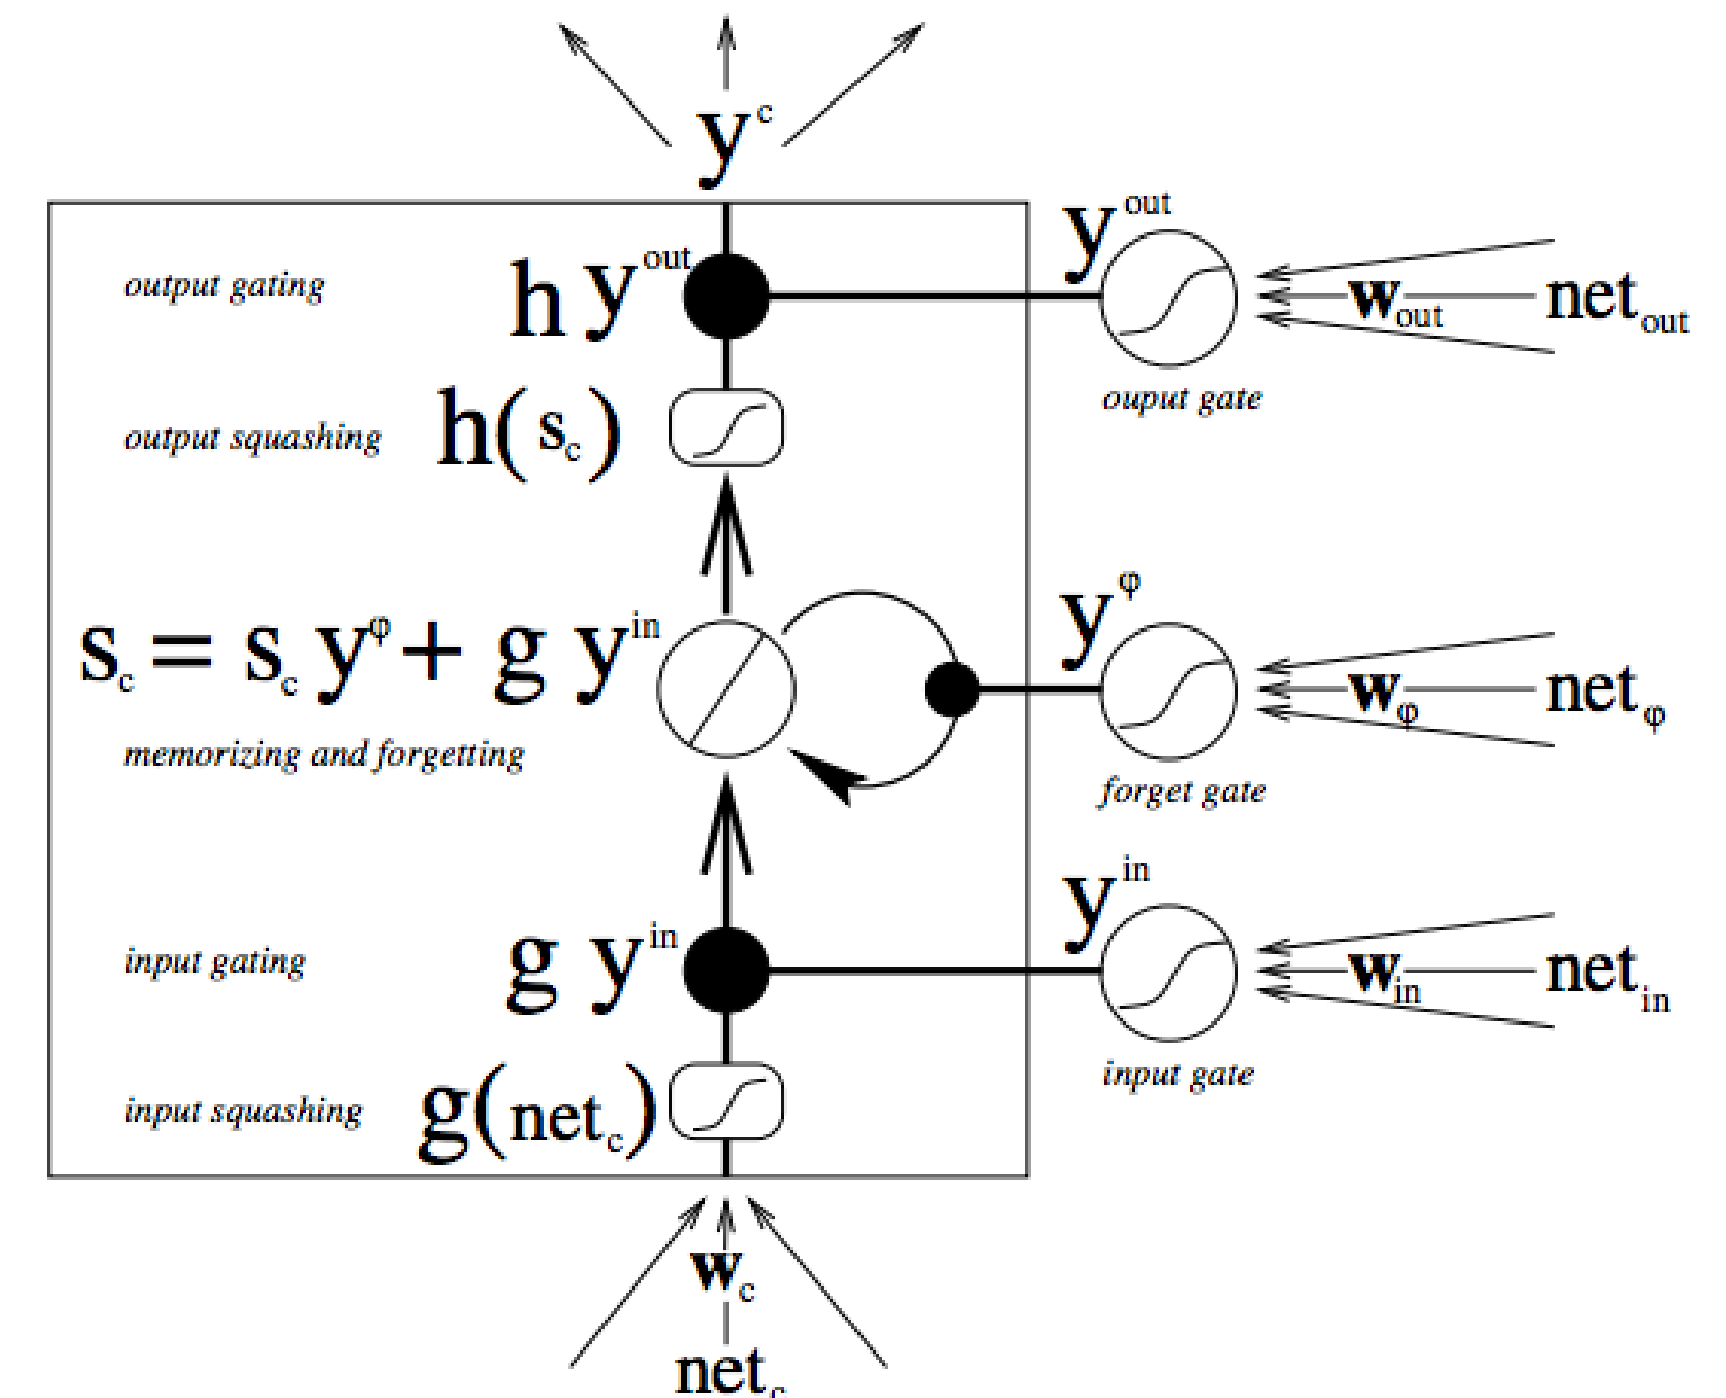 y^c
y^out
output gating
h y^out
w_out
net_out
ouput gate
output squashing
h(s_c)
y^φ
s_c = s_c y^φ + g y^in
w_φ
net_φ
memorizing and forgetting
forget gate
y^in
input gating
g y^in
w_in
net_in
input gate
input squashing
g(net_c)
w_c
net_c